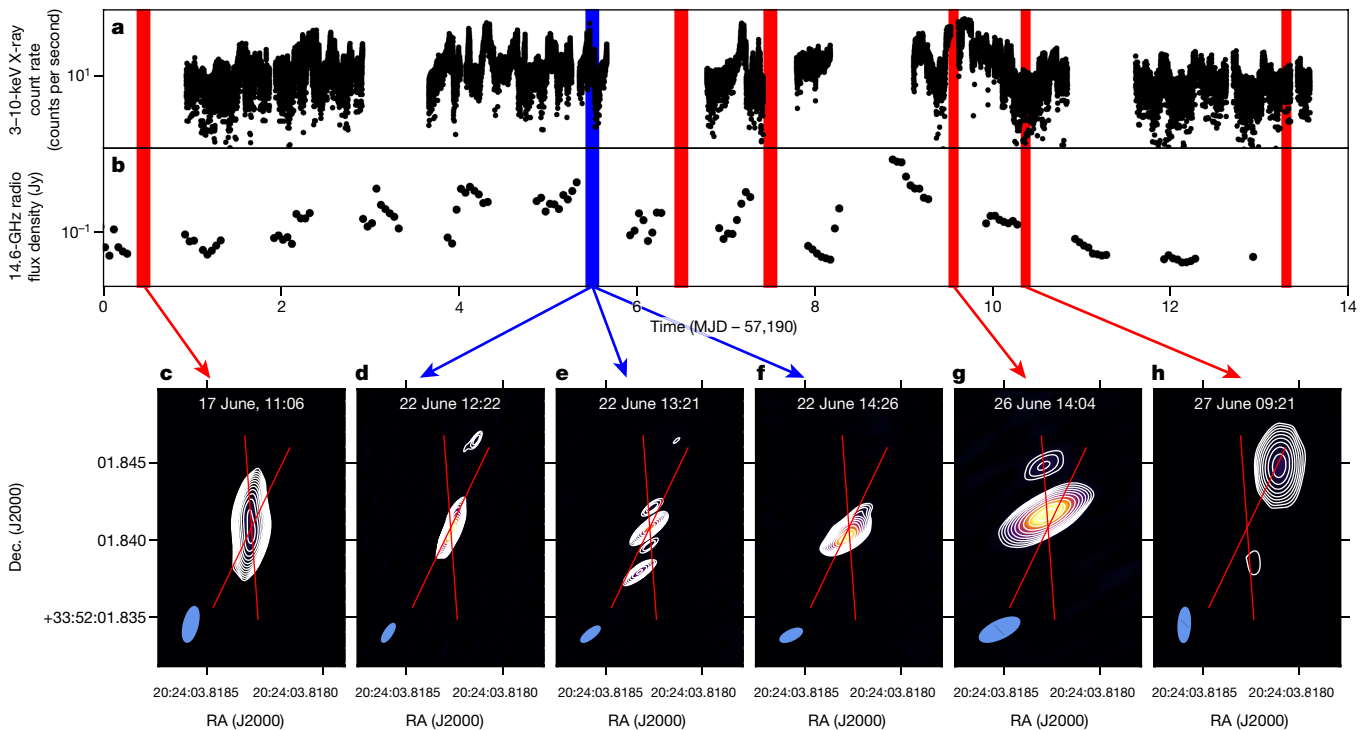 a
3–10-keV X-ray
count rate
(counts per second)
10¹
b
14.6-GHz radio
flux density (Jy)
10⁻¹
0 2 4 6 8 10 12 14
Time (MJD – 57,190)
c d e f g h
17 June, 11:06 22 June 12:22 22 June 13:21 22 June 14:26 26 June 14:04 27 June 09:21
Dec. (J2000)
01.845
01.840
+33:52:01.835
20:24:03.8185 20:24:03.8180 20:24:03.8185 20:24:03.8180 20:24:03.8185 20:24:03.8180 20:24:03.8185 20:24:03.8180 20:24:03.8185 20:24:03.8180 20:24:03.8185 20:24:03.8180
RA (J2000) RA (J2000) RA (J2000) RA (J2000) RA (J2000) RA (J2000)